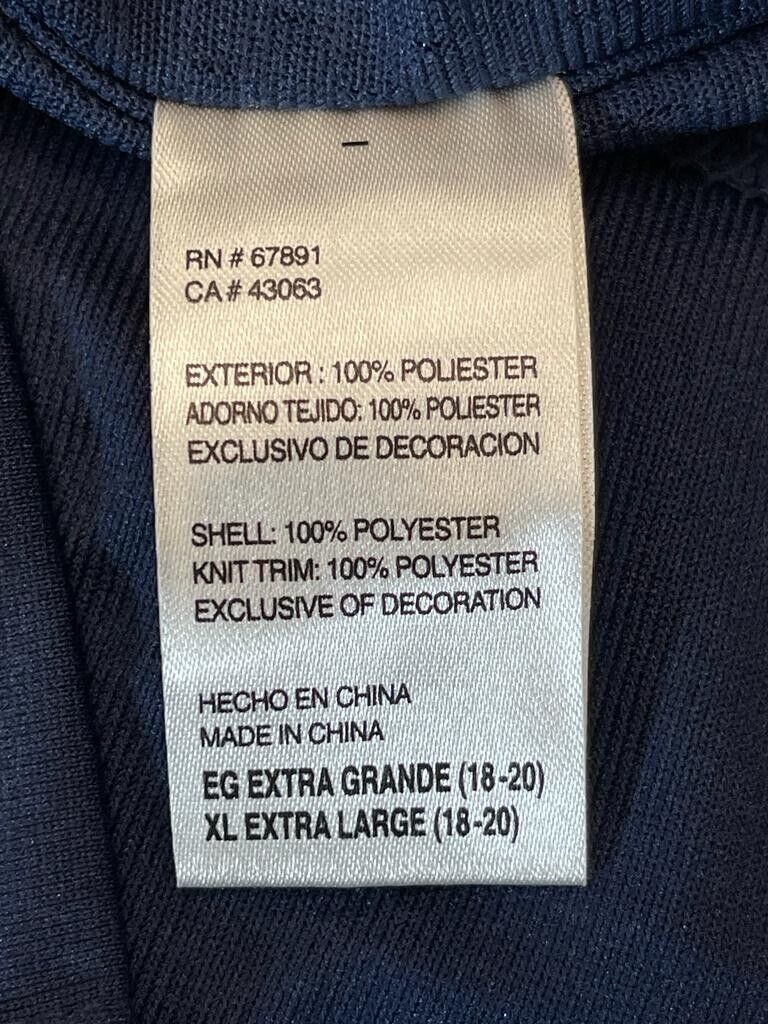 RN # 67891
CA # 43063
EXTERIOR : 100% POLIESTER
ADORNO TEJIDO: 100% POLIESTER
EXCLUSIVO DE DECORACION
SHELL: 100% POLYESTER
KNIT TRIM: 100% POLYESTER
EXCLUSIVE OF DECORATION
HECHO EN CHINA
MADE IN CHINA
EG EXTRA GRANDE (18-20)
XL EXTRA LARGE (18-20)